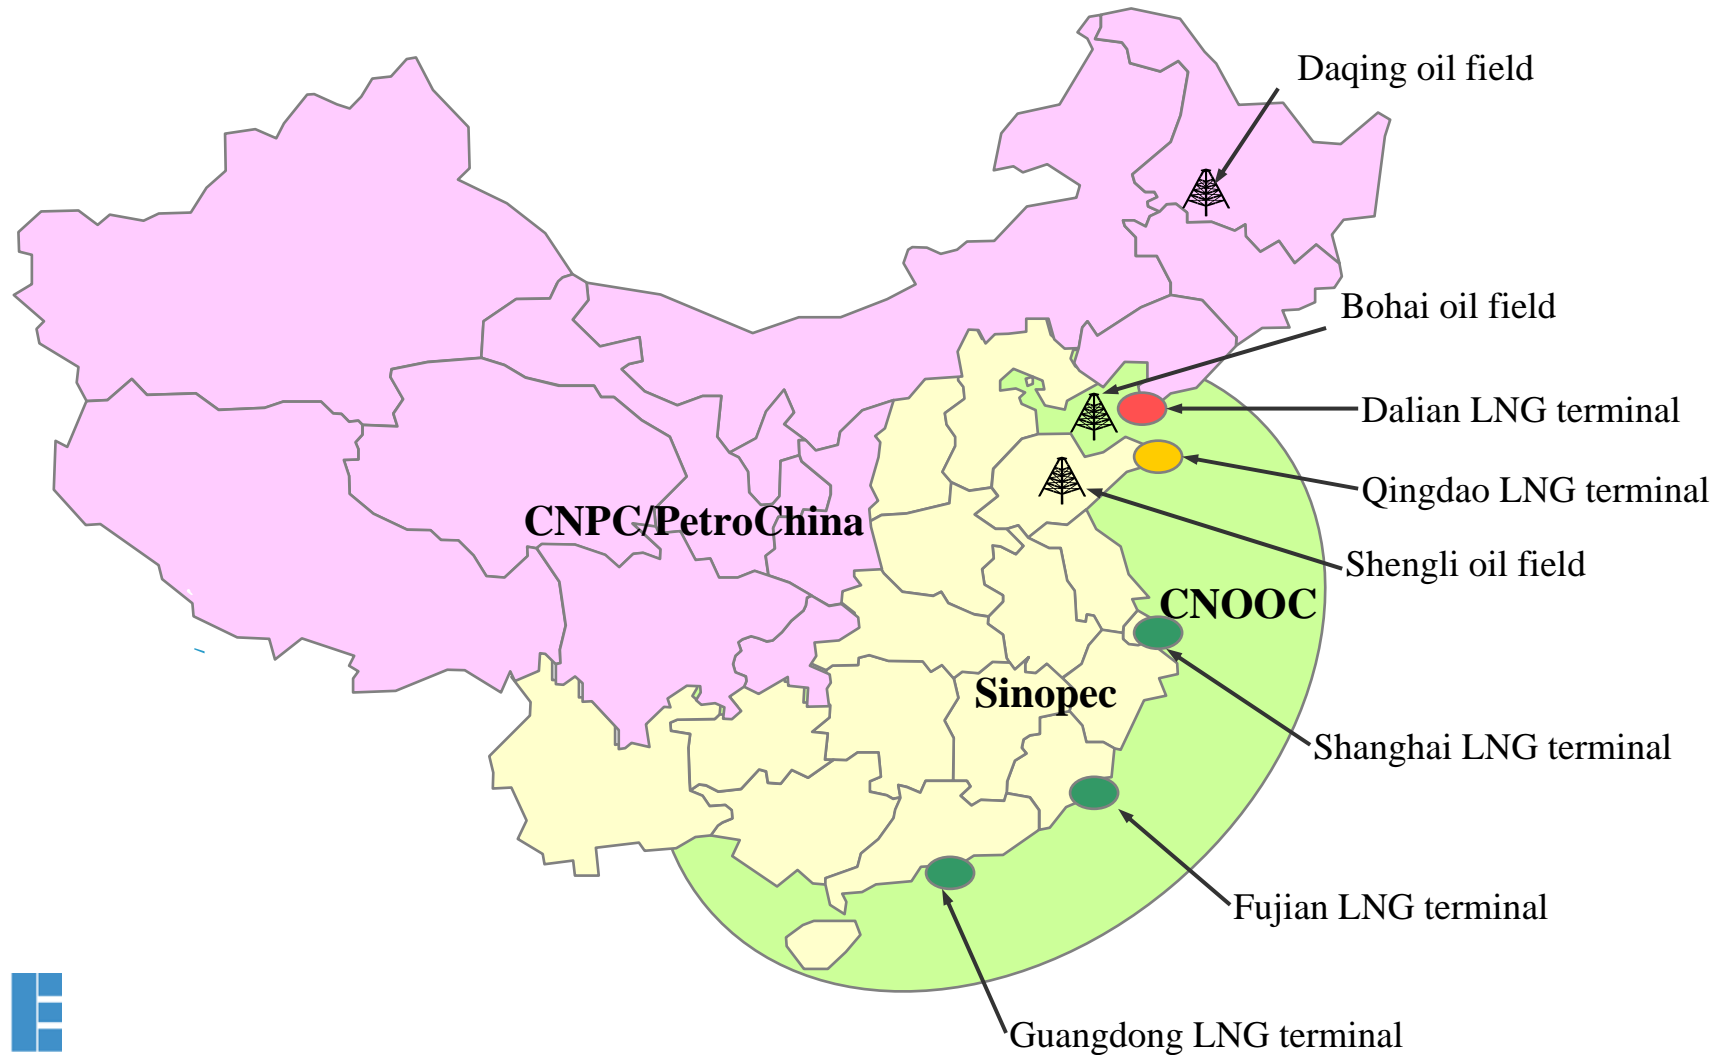 Daqing oil field
Bohai oil field
Dalian LNG terminal
Qingdao LNG terminal
CNPC/PetroChina
Shengli oil field
CNOOC
Sinopec
Shanghai LNG terminal
Fujian LNG terminal
Guangdong LNG terminal